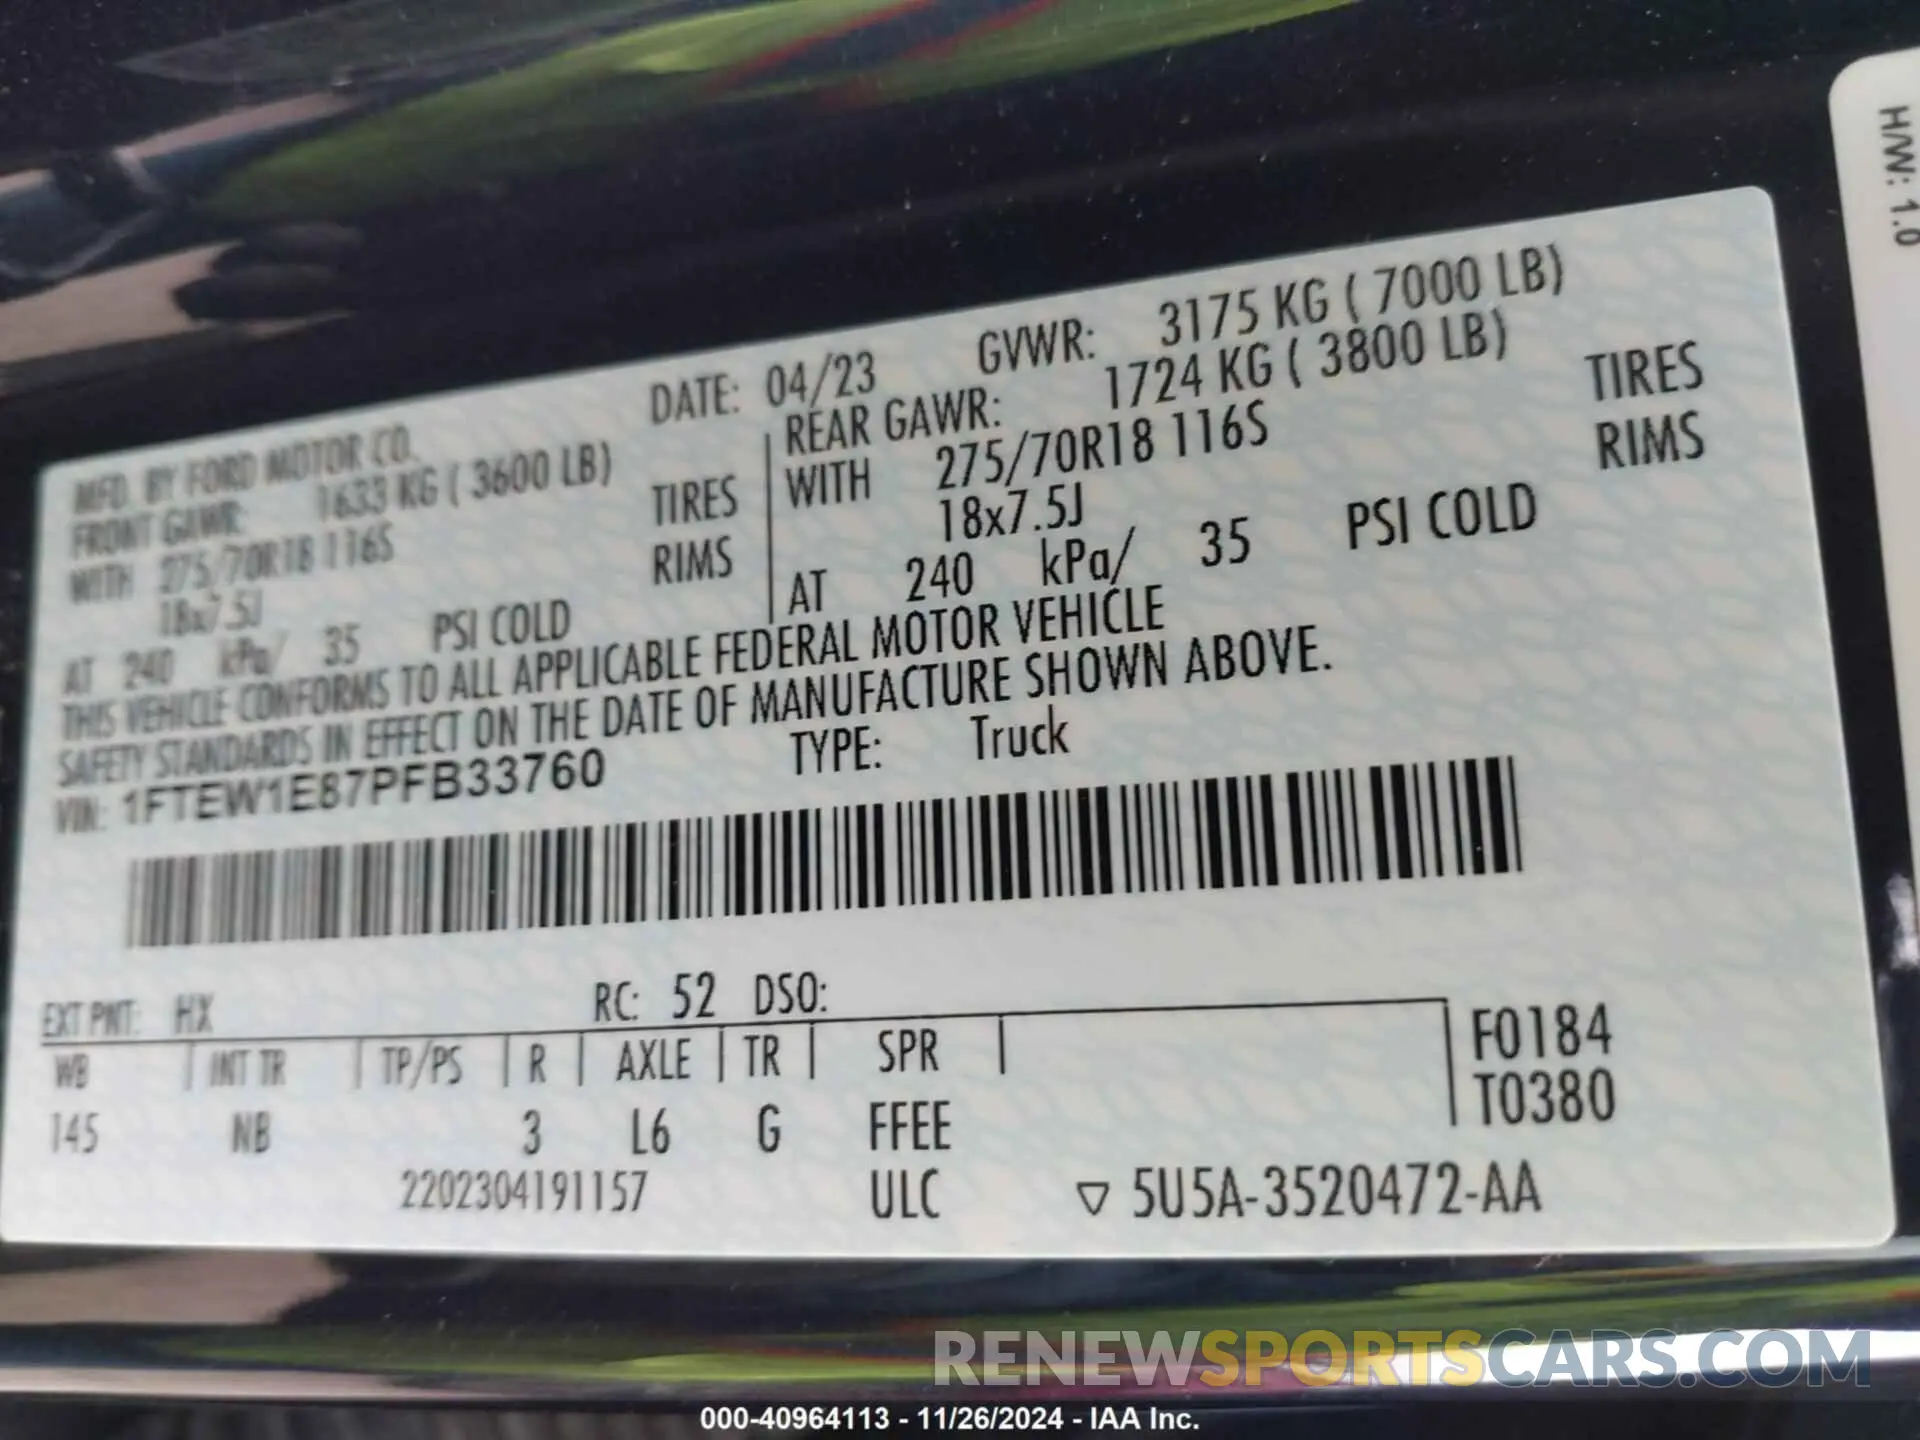 H/W: 1.0
MFD. BY FORD MOTOR CO. DATE: 04/23 GVWR: 3175 KG ( 7000 LB)
FRONT GAWR: 1633 KG ( 3600 LB) REAR GAWR: 1724 KG ( 3800 LB)
WITH 275/70R18 116S TIRES WITH 275/70R18 116S TIRES
18x7.5J RIMS 18x7.5J RIMS
AT 240 kPa/ 35 PSI COLD AT 240 kPa/ 35 PSI COLD
THIS VEHICLE CONFORMS TO ALL APPLICABLE FEDERAL MOTOR VEHICLE
SAFETY STANDARDS IN EFFECT ON THE DATE OF MANUFACTURE SHOWN ABOVE.
VIN: 1FTEW1E87PFB33760 TYPE: Truck
EXT PNT: HX RC: 52 DSO:
WB INT TR TP/PS R AXLE TR SPR F0184
145 NB 3 L6 G FFEE T0380
2202304191157 ULC ▽ 5U5A-3520472-AA
RENEWSPORTSCARS.COM
000-40964113 - 11/26/2024 - IAA Inc.